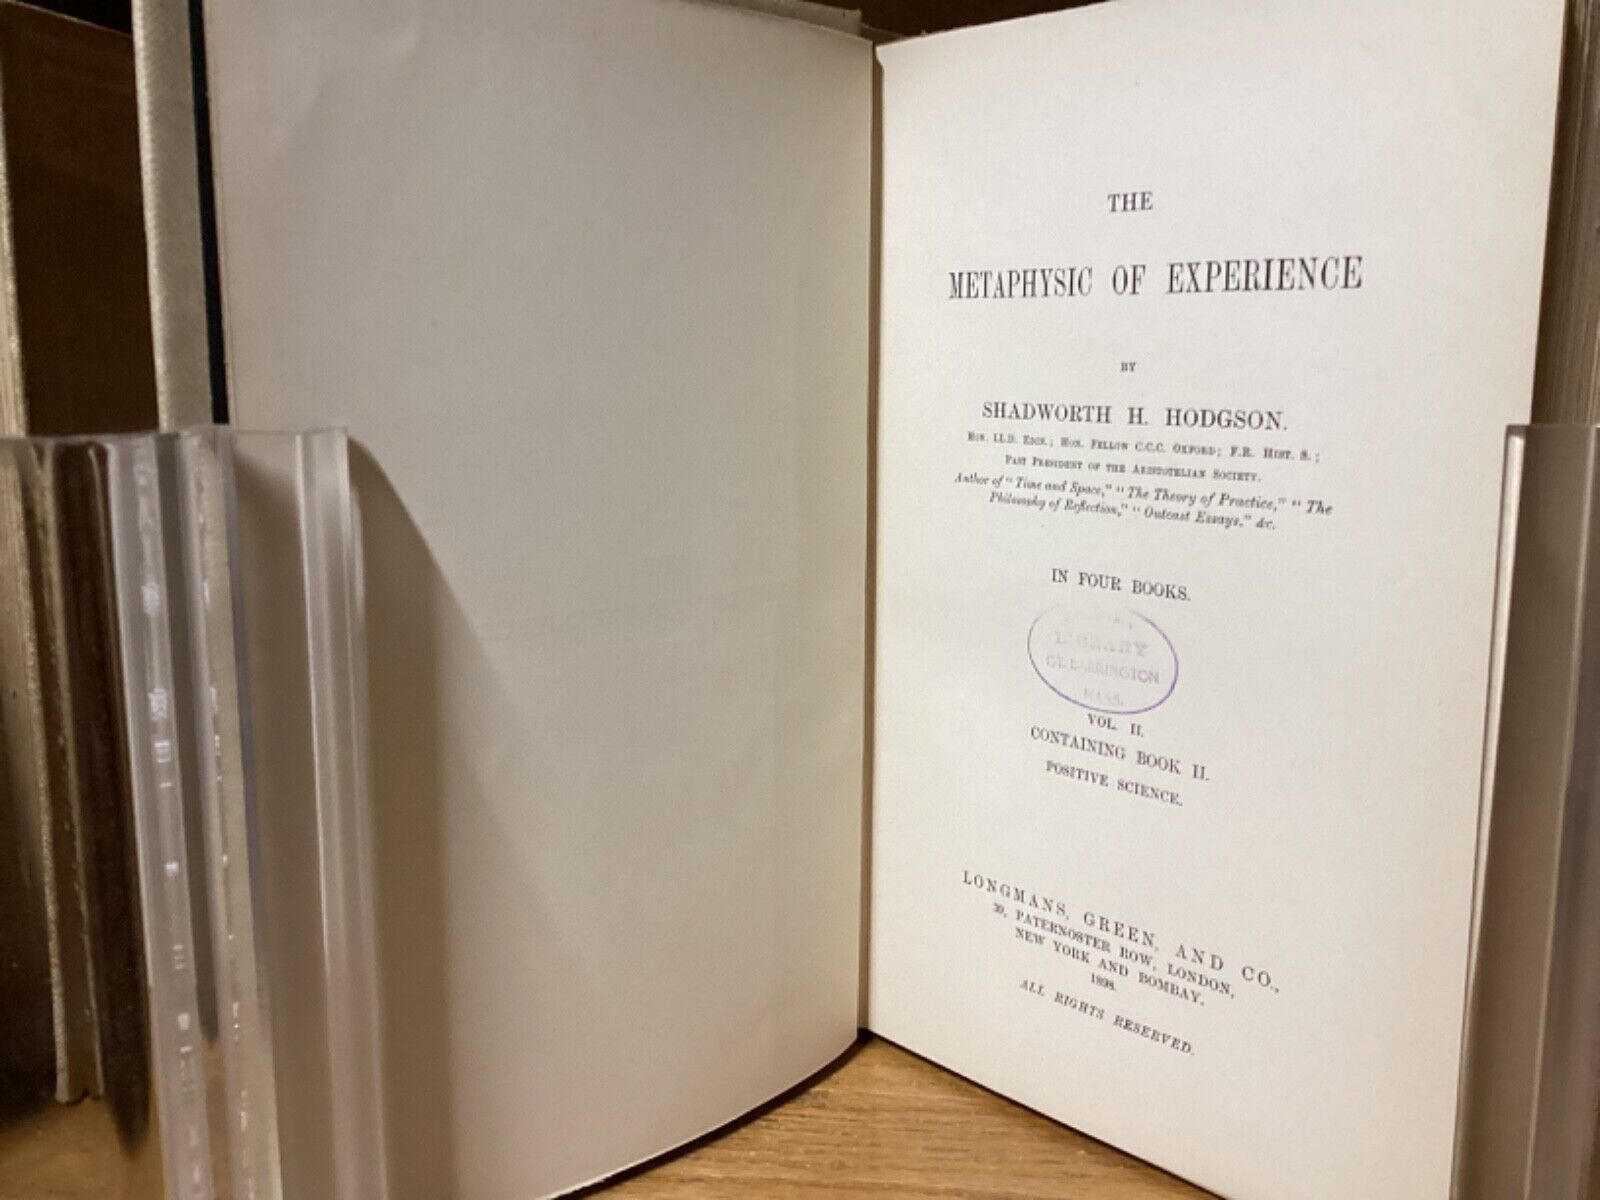 THE
METAPHYSIC OF EXPERIENCE
BY
SHADWORTH H. HODGSON.
HON. LL.D. EDIN.; HON. FELLOW C.C.C. OXFORD; F.R. HIST. S.;
PAST PRESIDENT OF THE ARISTOTELIAN SOCIETY.
Author of "Time and Space," "The Theory of Practice," "The
Philosophy of Reflection," "Outcast Essays," &c.
IN FOUR BOOKS.
LIBRARY
GT. BARRINGTON
MASS.
VOL. II.
CONTAINING BOOK II.
POSITIVE SCIENCE.
LONGMANS, GREEN, AND CO.,
39, PATERNOSTER ROW, LONDON,
NEW YORK AND BOMBAY.
1898.
ALL RIGHTS RESERVED.